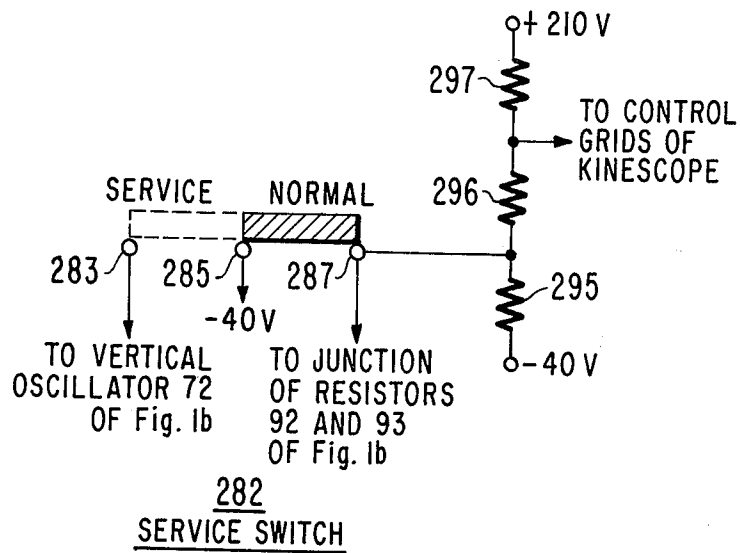 + 210 V
297
TO CONTROL
GRIDS OF
KINESCOPE
SERVICE NORMAL
296
283 285 287
295
-40 V
-40 V
TO VERTICAL
OSCILLATOR 72
OF Fig. 1b
TO JUNCTION
OF RESISTORS
92 AND 93
OF Fig. 1b
282
SERVICE SWITCH